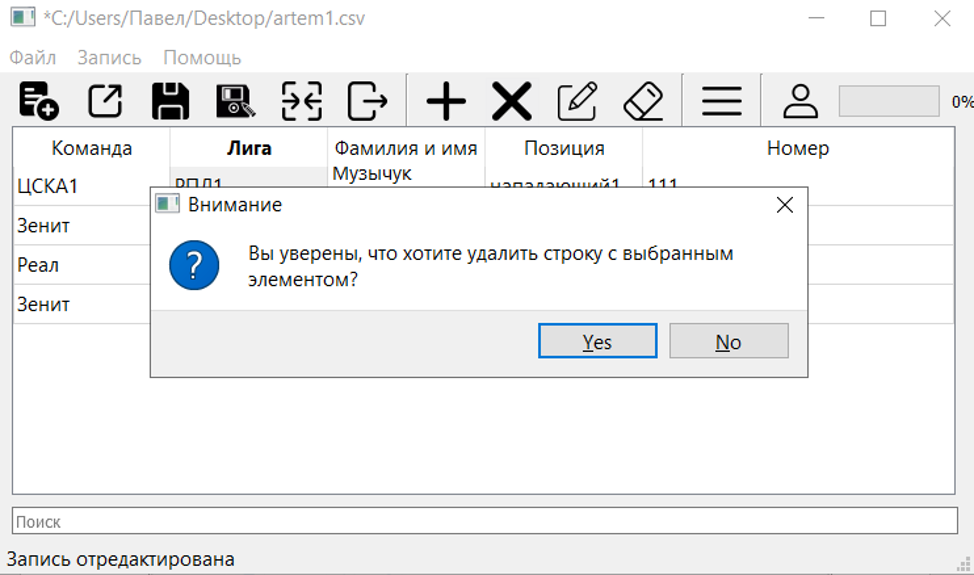 *C:/Users/Павел/Desktop/artem1.csv
Файл Запись Помощь
0%
Команда Лига Фамилия и имя Позиция Номер
ЦСКА1 РПЛ1 Музычук нападающий1 111
Зенит
Реал
Зенит
Внимание
Вы уверены, что хотите удалить строку с выбранным
элементом?
Yes No
Поиск
Запись отредактирована